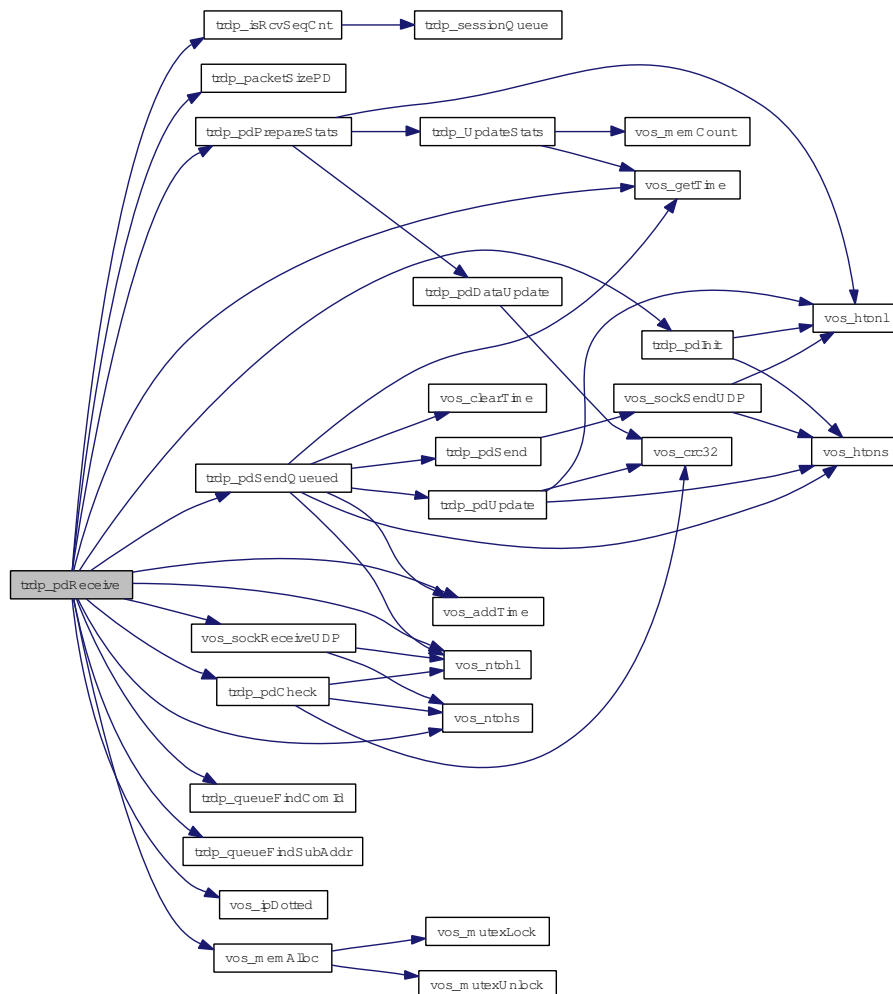 trdp_isRcvSeqCnt
trdp_sessionQueue
trdp_packetSizePD
trdp_pdPrepareStats
trdp_UpdateStats
vos_memCount
vos_getTime
trdp_pdDataUpdate
vos_htonl
trdp_pdInit
vos_clearTime
vos_sockSendUDP
trdp_pdSend
vos_crc32
vos_htons
trdp_pdSendQueued
trdp_pdUpdate
trdp_pdReceive
vos_addTime
vos_sockReceiveUDP
vos_ntohl
trdp_pdCheck
vos_ntohs
trdp_queueFindComId
trdp_queueFindSubAddr
vos_ipDotted
vos_mutexLock
vos_memAlloc
vos_mutexUnlock